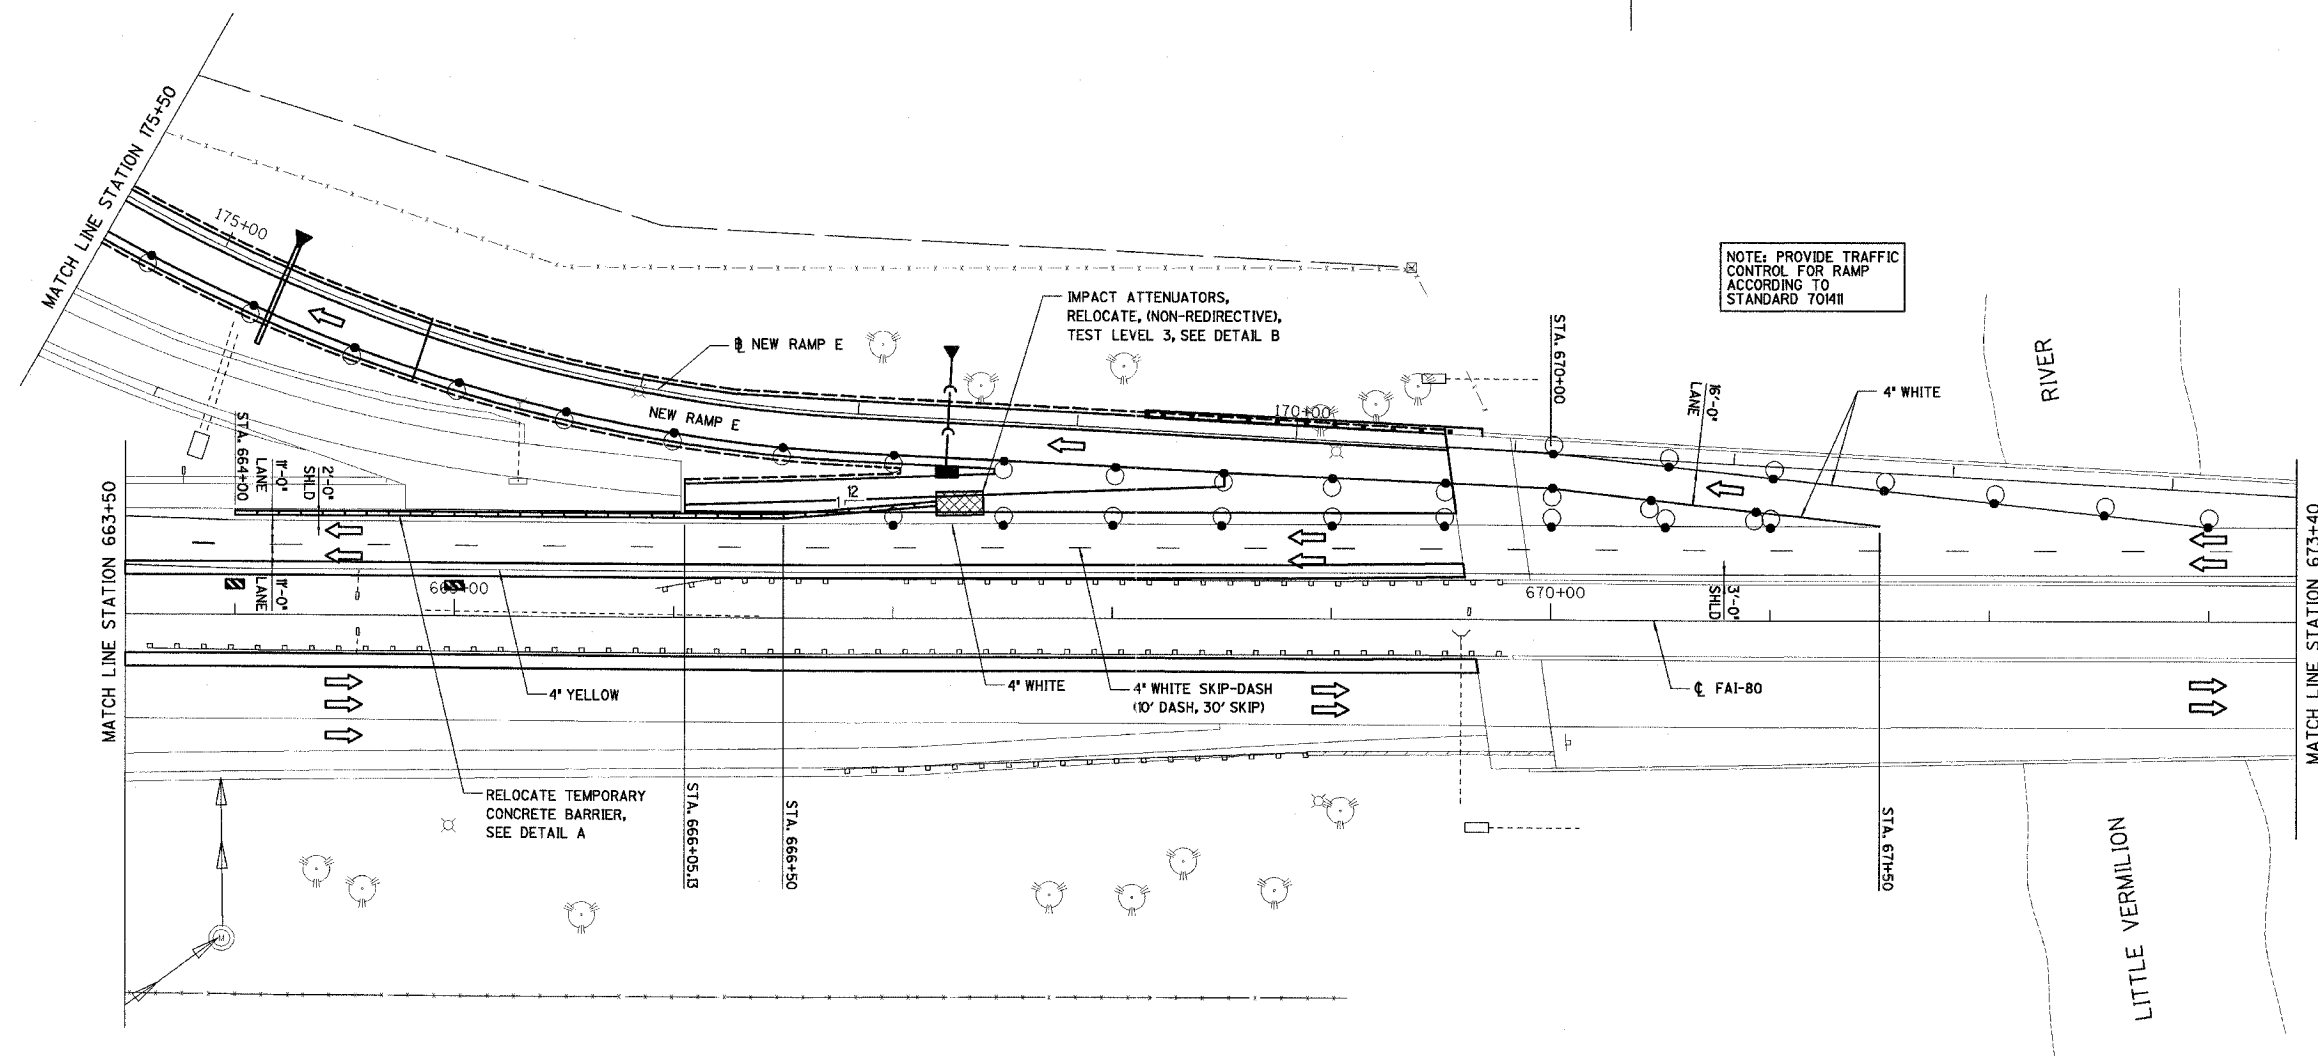 MATCH LINE STATION 175+50
175+00
NOTE: PROVIDE TRAFFIC
CONTROL FOR RAMP
ACCORDING TO
STANDARD 701411
IMPACT ATTENUATORS,
RELOCATE, (NON-REDIRECTIVE),
TEST LEVEL 3, SEE DETAIL B
℄ NEW RAMP E
NEW RAMP E
170+00
STA. 670+00
16'-0"
LANE
4" WHITE
RIVER
STA. 664+00
11'-0"
LANE
2'-0"
SHLD
12
1
MATCH LINE STATION 663+50
11'-0"
LANE
670+00
3'-0"
SHLD
MATCH LINE STATION 673+40
4" YELLOW
4" WHITE
4" WHITE SKIP-DASH
(10' DASH, 30' SKIP)
℄ FAI-80
RELOCATE TEMPORARY
CONCRETE BARRIER,
SEE DETAIL A
STA. 666+05.13
STA. 666+50
STA. 671+50
LITTLE VERMILION
M